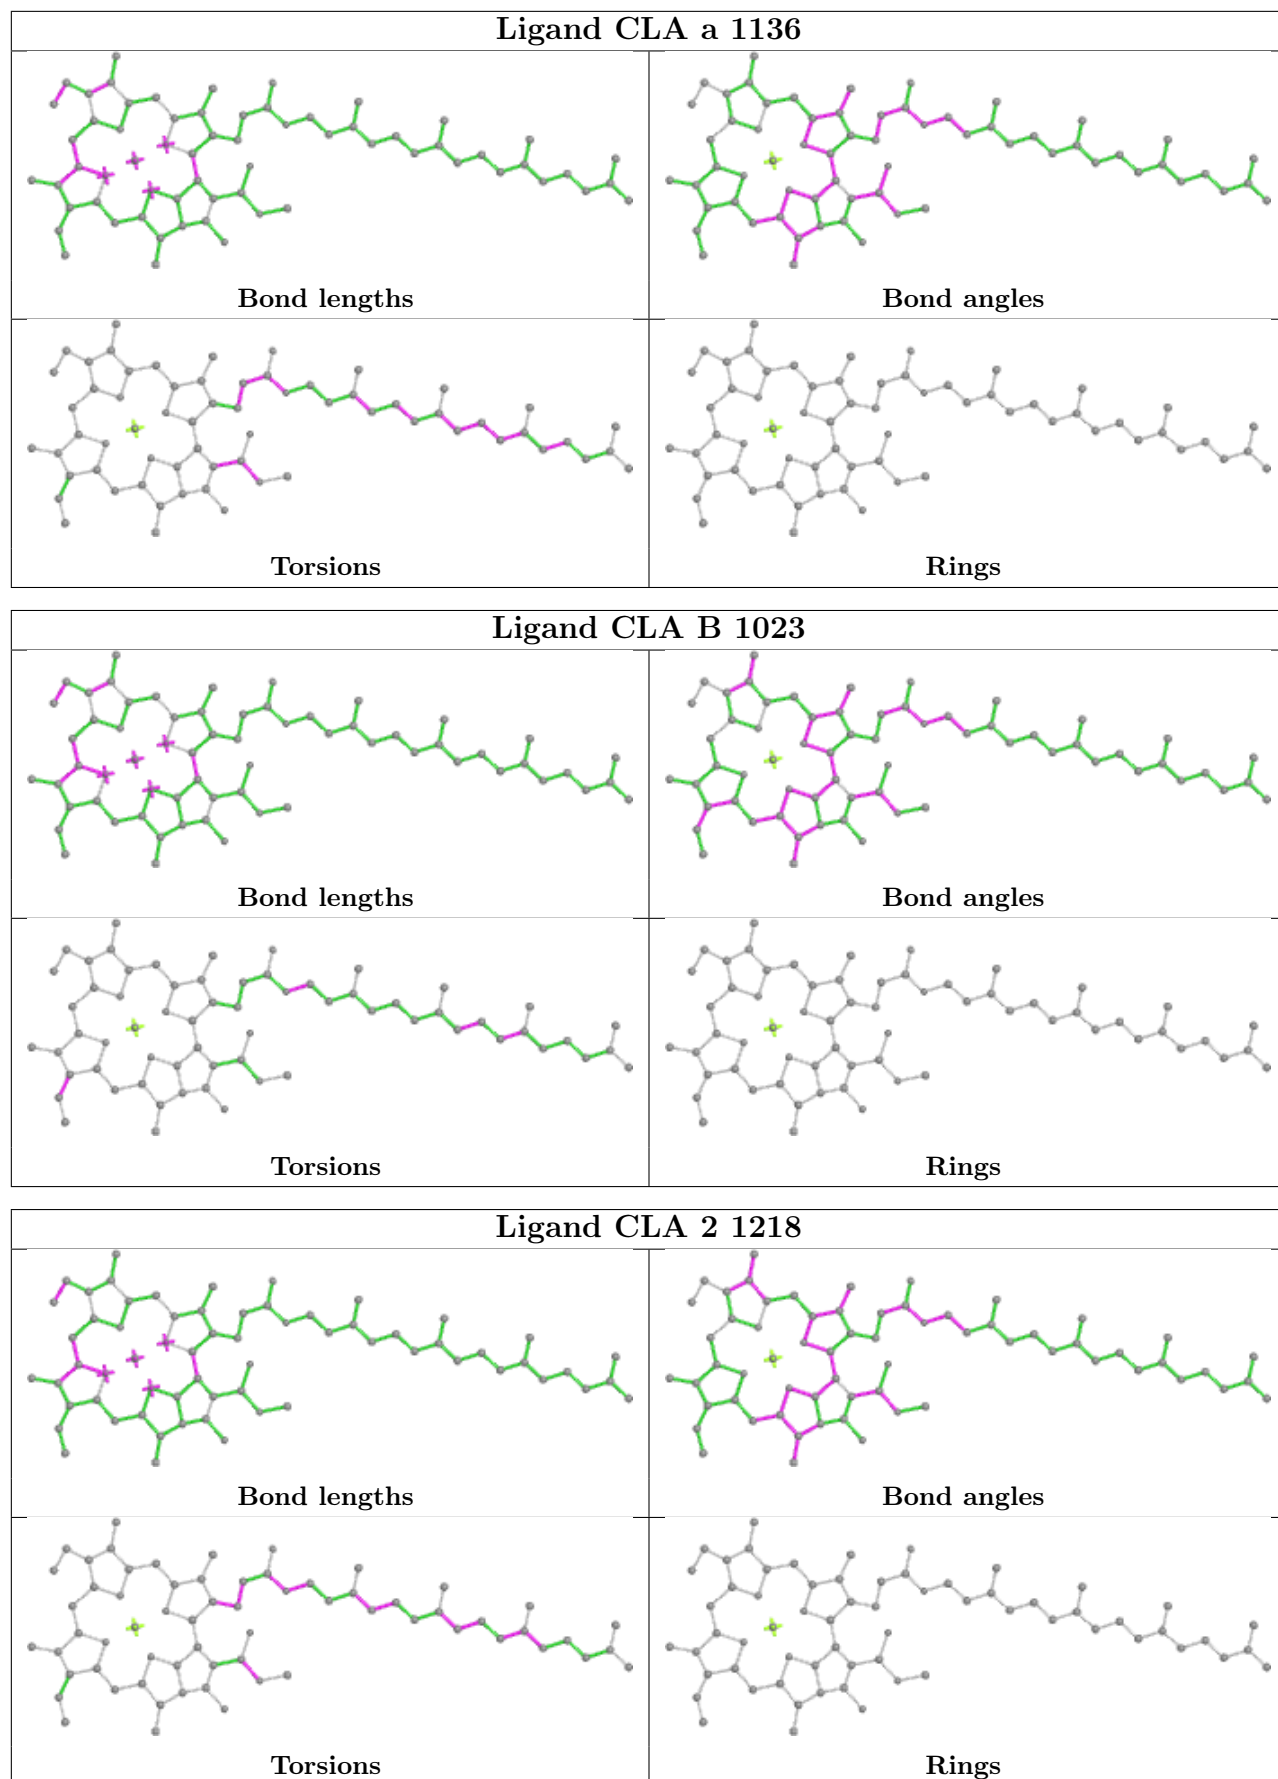 Ligand CLA a 1136
Bond lengths
Bond angles
Torsions
Rings
Ligand CLA B 1023
Bond lengths
Bond angles
Torsions
Rings
Ligand CLA 2 1218
Bond lengths
Bond angles
Torsions
Rings